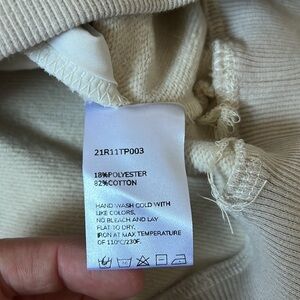 21R11TP003
18%POLYESTER
82%COTTON
HAND WASH COLD WITH
LIKE COLORS,
NO BLEACH AND LAY
FLAT TO DRY.
IRON AT MAX TEMPERATURE
OF 110°C/230F.